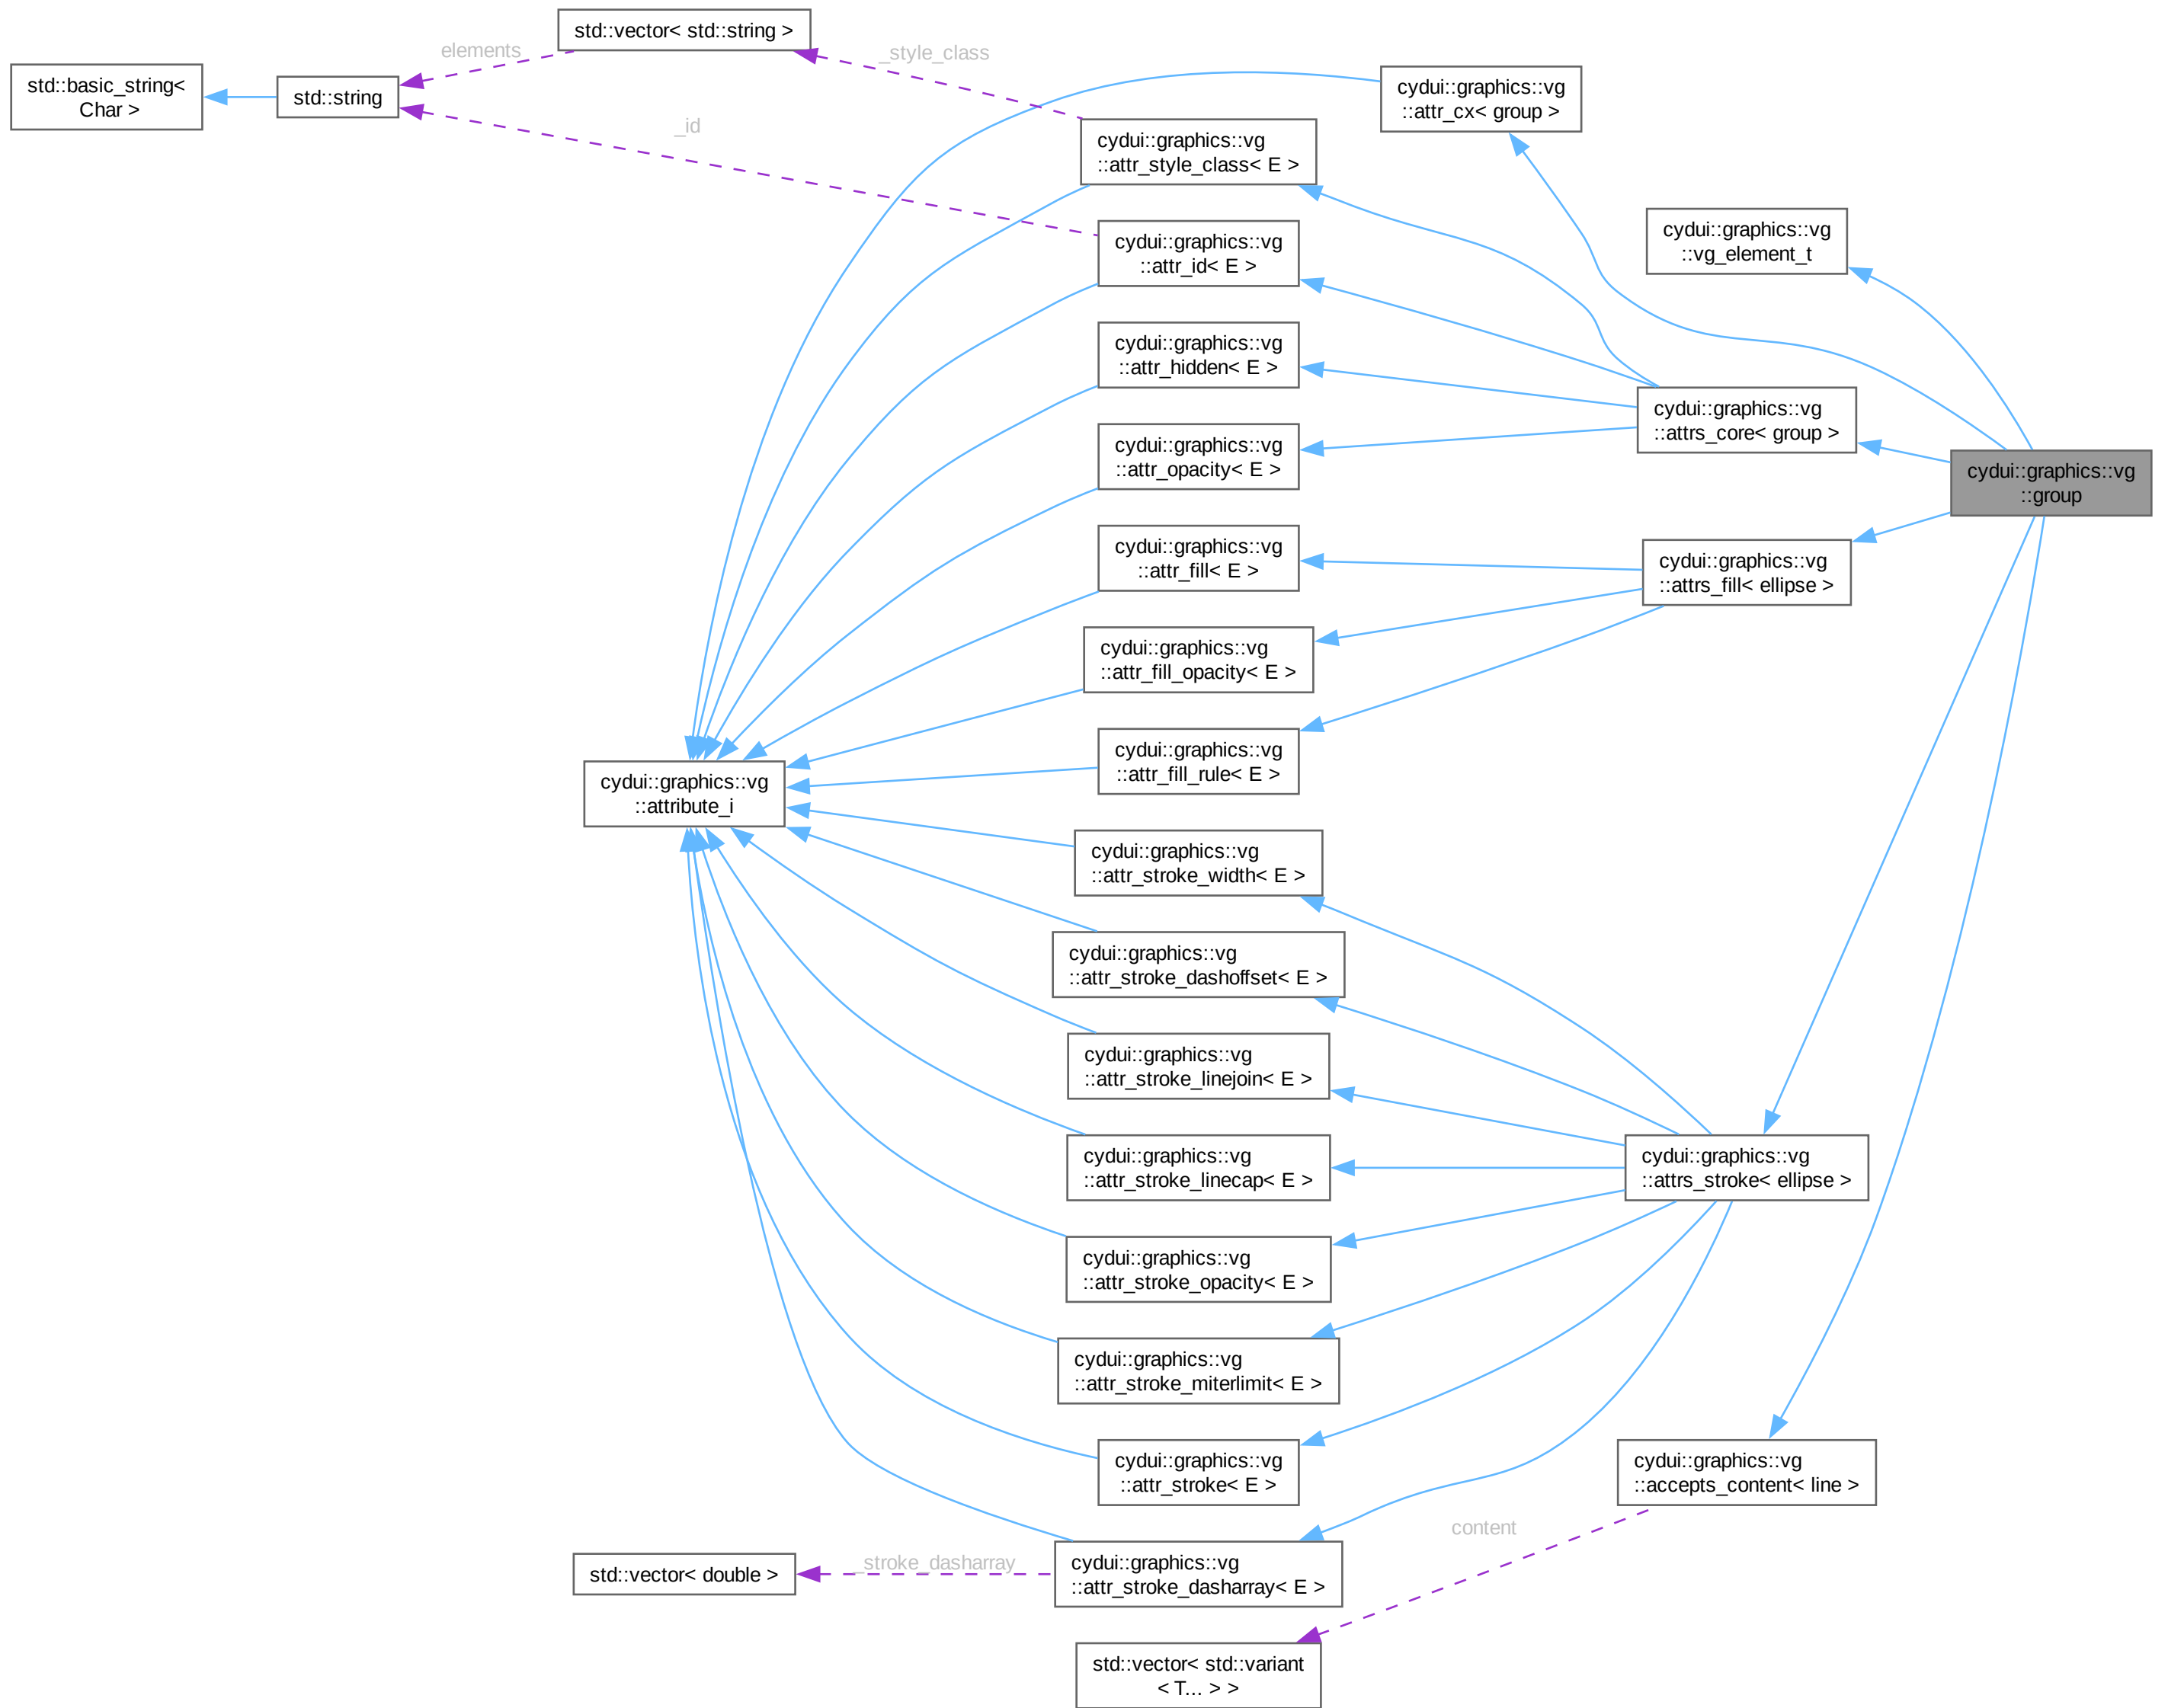 std::vector< std::string >
elements
_style_class
std::basic_string<
Char >
std::string
_id
cydui::graphics::vg
::attr_cx< group >
cydui::graphics::vg
::attr_style_class< E >
cydui::graphics::vg
::vg_element_t
cydui::graphics::vg
::attr_id< E >
cydui::graphics::vg
::attr_hidden< E >
cydui::graphics::vg
::attrs_core< group >
cydui::graphics::vg
::attr_opacity< E >
cydui::graphics::vg
::group
cydui::graphics::vg
::attr_fill< E >
cydui::graphics::vg
::attrs_fill< ellipse >
cydui::graphics::vg
::attr_fill_opacity< E >
cydui::graphics::vg
::attr_fill_rule< E >
cydui::graphics::vg
::attribute_i
cydui::graphics::vg
::attr_stroke_width< E >
cydui::graphics::vg
::attr_stroke_dashoffset< E >
cydui::graphics::vg
::attr_stroke_linejoin< E >
cydui::graphics::vg
::attr_stroke_linecap< E >
cydui::graphics::vg
::attrs_stroke< ellipse >
cydui::graphics::vg
::attr_stroke_opacity< E >
cydui::graphics::vg
::attr_stroke_miterlimit< E >
cydui::graphics::vg
::attr_stroke< E >
cydui::graphics::vg
::accepts_content< line >
content
_stroke_dasharray
std::vector< double >
cydui::graphics::vg
::attr_stroke_dasharray< E >
std::vector< std::variant
< T... > >